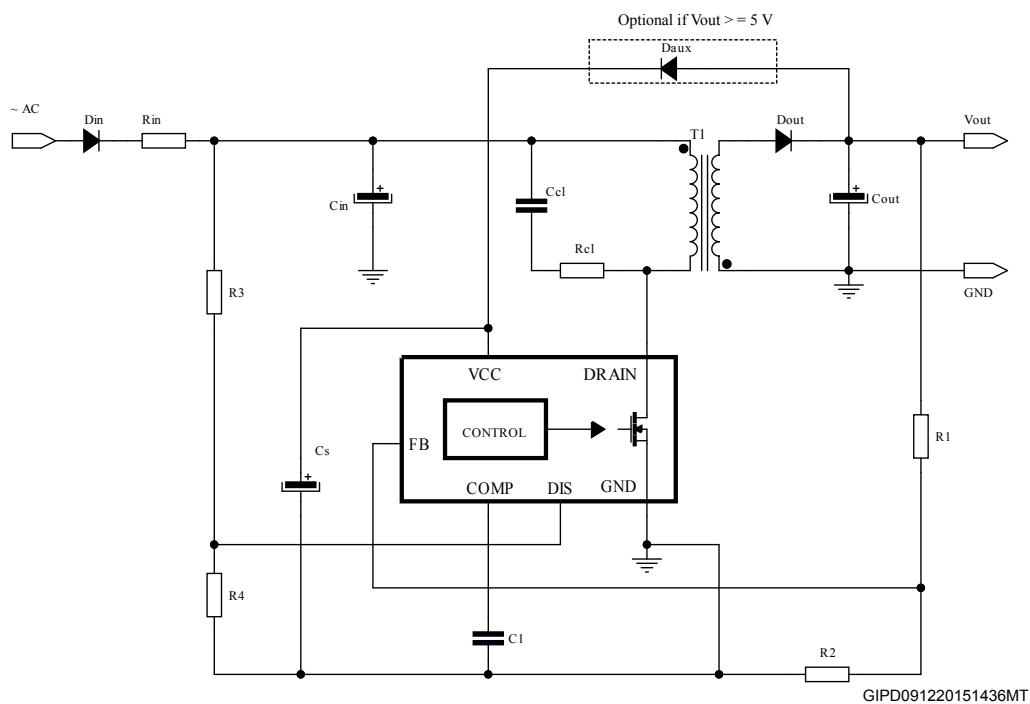 Optional if Vout > = 5 V
Daux
~ AC
Din
Rin
T1
Dout
Vout
Cin
Ccl
Cout
Rcl
GND
R3
VCC
DRAIN
CONTROL
FB
R1
Cs
COMP
DIS
GND
R4
C1
R2
GIPD091220151436MT